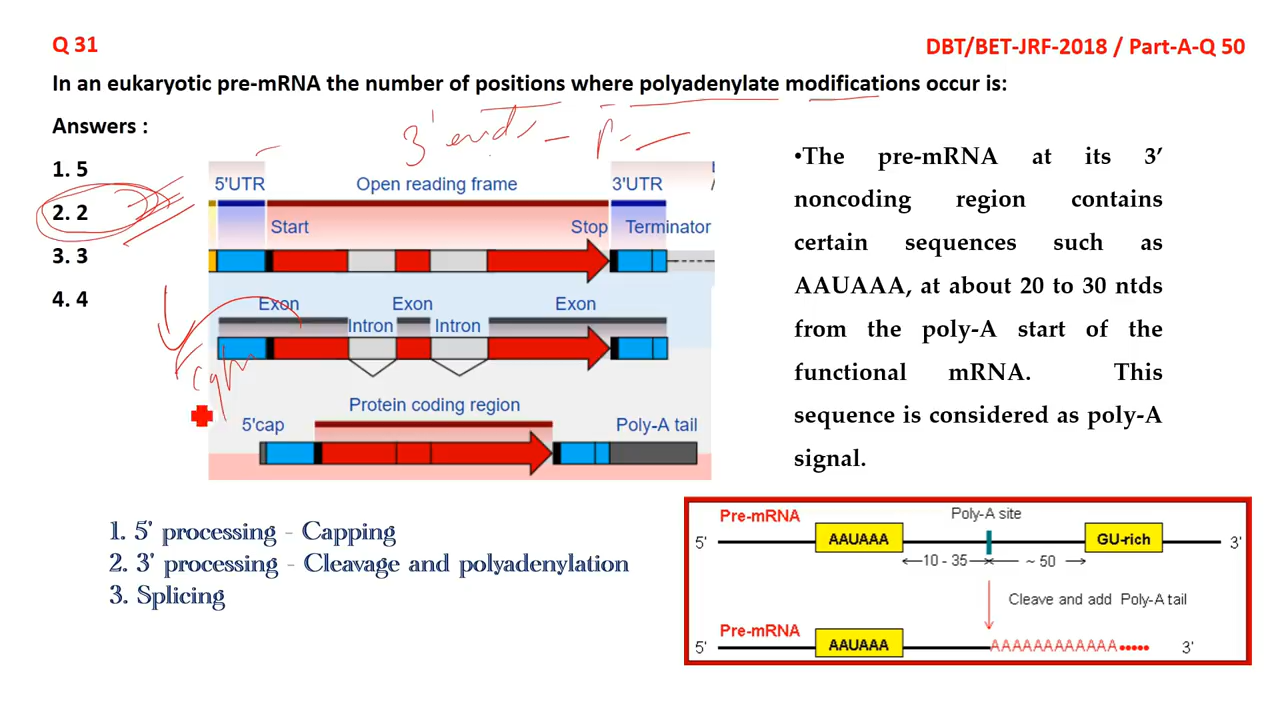 Q 31
DBT/BET-JRF-2018 / Part-A-Q 50
In an eukaryotic pre-mRNA the number of positions where polyadenylate modifications occur is:
Answers :
3' ends
1. 5
2. 2
3. 3
4. 4
5'UTR Open reading frame 3'UTR
Start Stop Terminator
Exon Exon Exon
Intron Intron
Protein coding region
5'cap Poly-A tail
•The pre-mRNA at its 3’
noncoding region contains
certain sequences such as
AAUAAA, at about 20 to 30 ntds
from the poly-A start of the
functional mRNA. This
sequence is considered as poly-A
signal.
1. 5' processing - Capping
2. 3' processing - Cleavage and polyadenylation
3. Splicing
Poly-A site
Pre-mRNA
5' AAUAAA GU-rich 3'
10 - 35 ~ 50
Cleave and add Poly-A tail
Pre-mRNA
5' AAUAAA AAAAAAAAAAAA••••• 3'